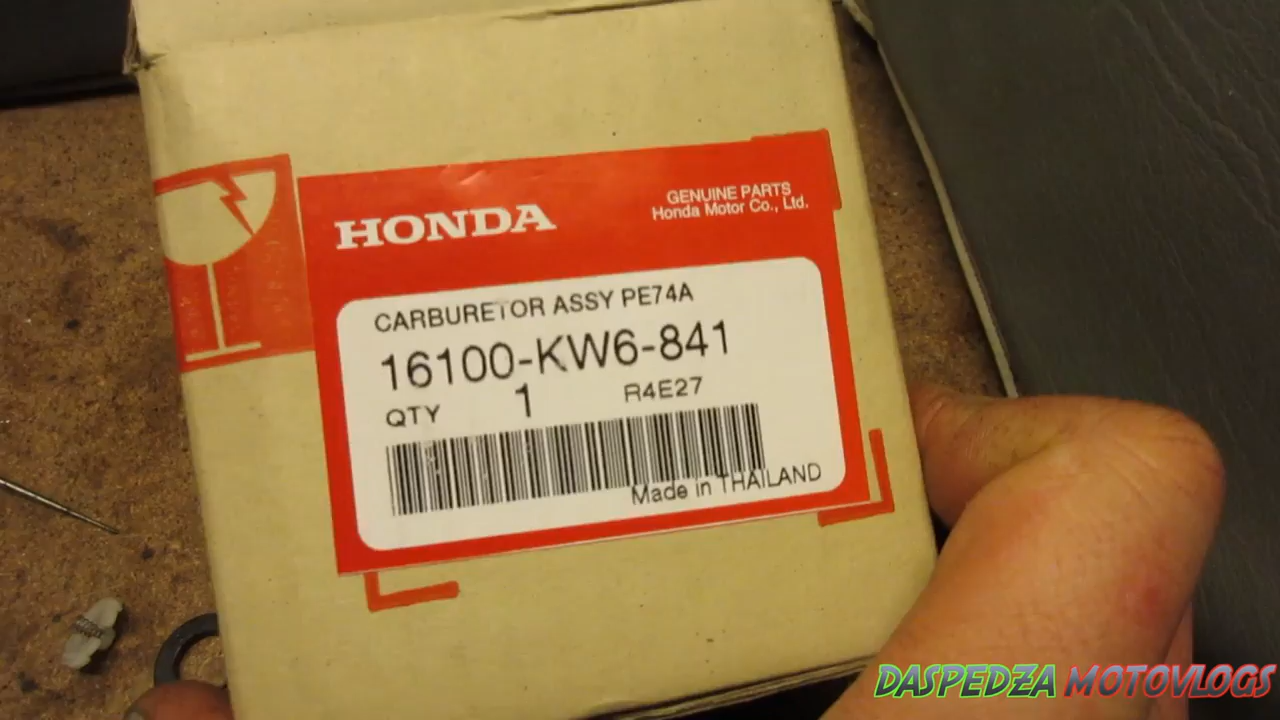 HONDA
GENUINE PARTS
Honda Motor Co., Ltd.
CARBURETOR ASSY PE74A
16100-KW6-841
QTY 1 R4E27
Made in THAILAND
DASPEDZA MOTOVLOGS